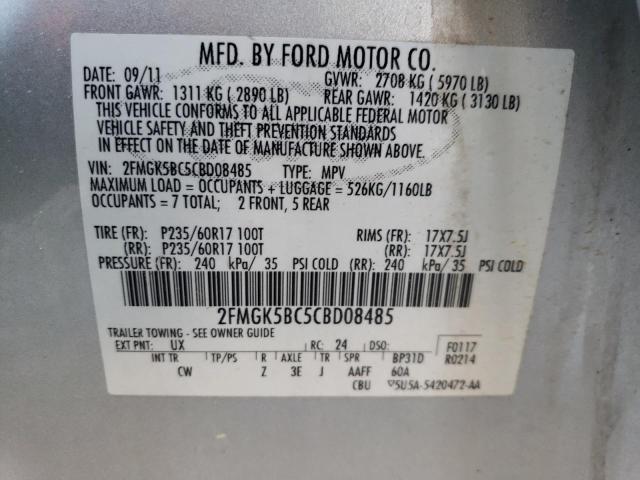 MFD. BY FORD MOTOR CO.
DATE: 09/11 GVWR: 2708 KG ( 5970 LB)
FRONT GAWR: 1311 KG ( 2890 LB) REAR GAWR: 1420 KG ( 3130 LB)
THIS VEHICLE CONFORMS TO ALL APPLICABLE FEDERAL MOTOR
VEHICLE SAFETY AND THEFT PREVENTION STANDARDS
IN EFFECT ON THE DATE OF MANUFACTURE SHOWN ABOVE.
VIN: 2FMGK5BC5CBD08485 TYPE: MPV
MAXIMUM LOAD = OCCUPANTS + LUGGAGE = 526KG/1160LB
OCCUPANTS = 7 TOTAL; 2 FRONT, 5 REAR
TIRE (FR): P235/60R17 100T RIMS (FR): 17X7.5J
(RR): P235/60R17 100T (RR): 17X7.5J
PRESSURE (FR): 240 kPa/ 35 PSI COLD (RR): 240 kPa/ 35 PSI COLD
2FMGK5BC5CBD08485
TRAILER TOWING - SEE OWNER GUIDE
EXT PNT: UX RC: 24 DSO: F0117
INT TR TP/PS R AXLE TR SPR BP31D R0214
CW Z 3E J AAFF 60A
CBU 5U5A-5420472-AA